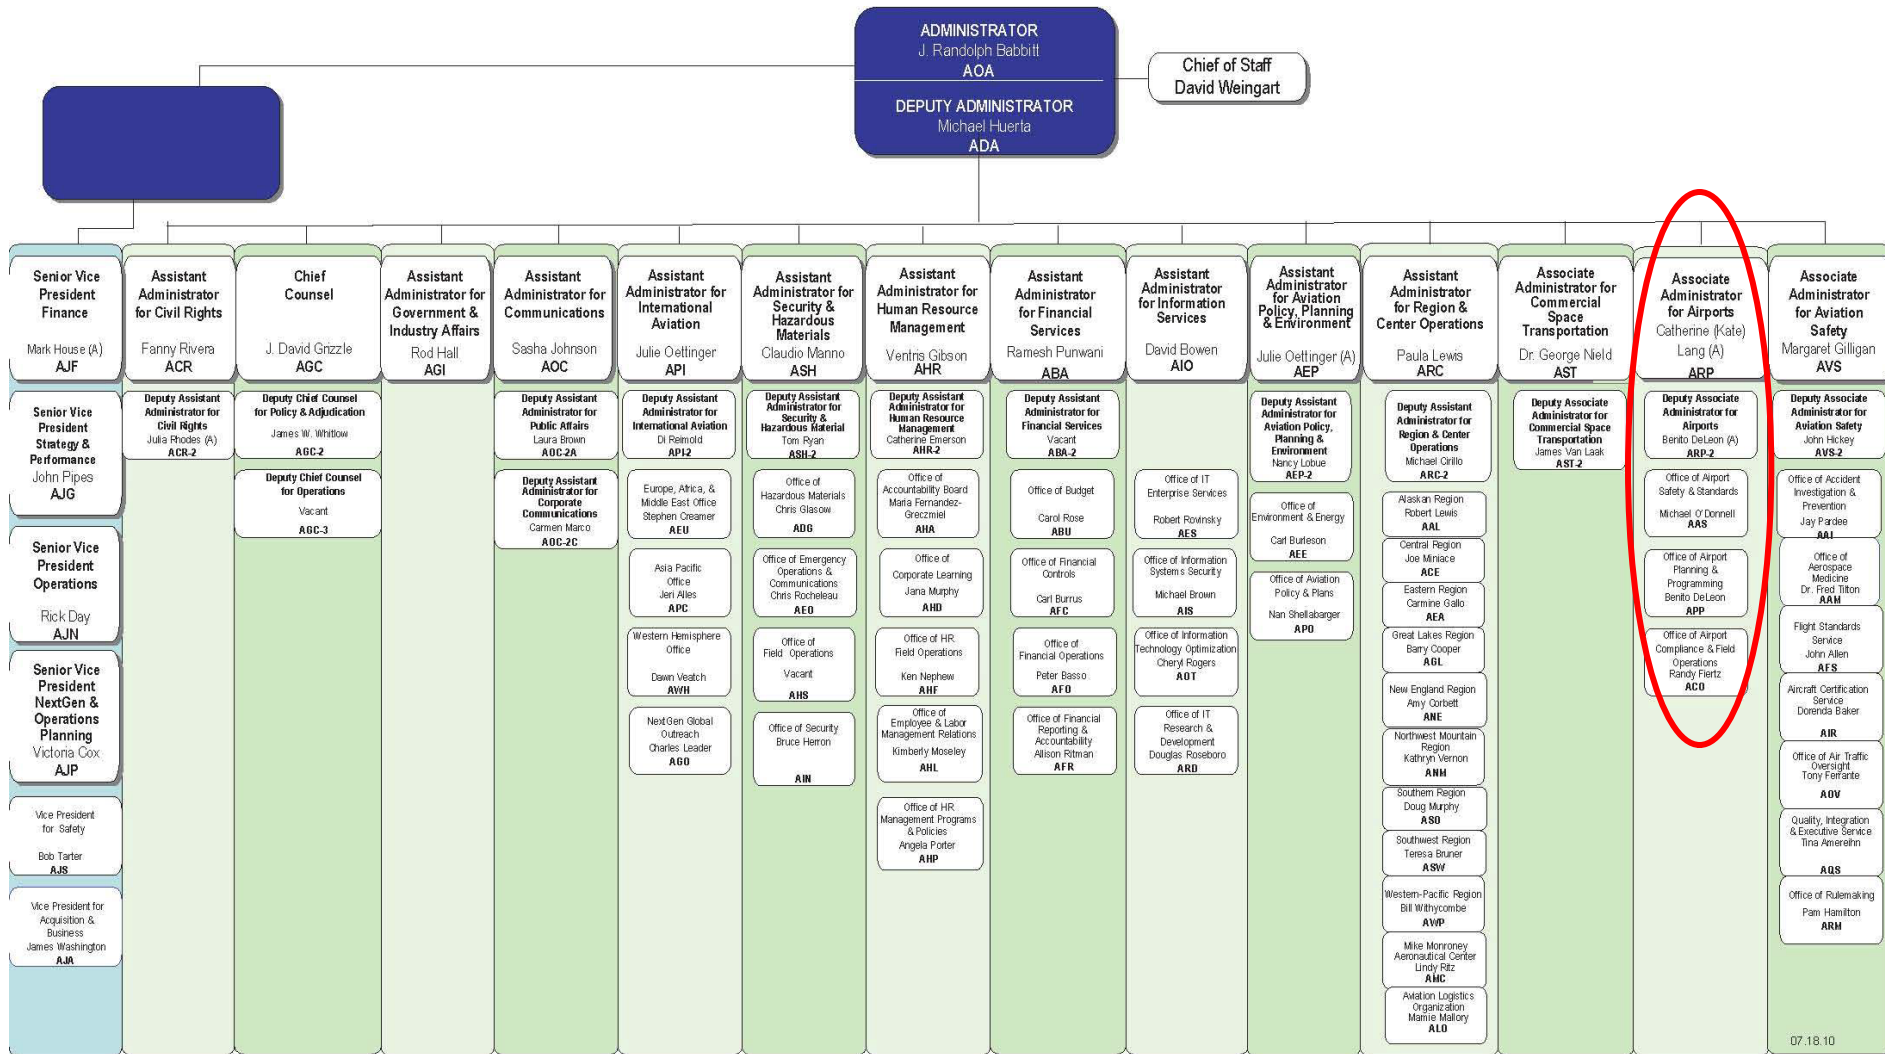 ADMINISTRATOR
J. Randolph Babbitt
AOA
DEPUTY ADMINISTRATOR
Michael Huerta
ADA
Chief of Staff
David Weingart
Senior Vice
President
Finance
Mark House (A)
AJF
Senior Vice
President
Strategy &
Performance
John Pipes
AJG
Senior Vice
President
Operations
Rick Day
AJN
Senior Vice
President
NextGen &
Operations
Planning
Victoria Cox
AJP
Vice President
for Safety
Bob Tarter
AJS
Vice President for
Acquisition &
Business
James Washington
AJA
Assistant
Administrator
for Civil Rights
Fanny Rivera
ACR
Deputy Assistant
Administrator for
Civil Rights
Julia Rhodes (A)
ACR-2
Chief
Counsel
J. David Grizzle
AGC
Deputy Chief Counsel
for Policy & Adjudication
James W. Whitlow
AGC-2
Deputy Chief Counsel
for Operations
Vacant
AGC-3
Assistant
Administrator for
Government &
Industry Affairs
Rod Hall
AGI
Assistant
Administrator for
Communications
Sasha Johnson
AOC
Deputy Assistant
Administrator for
Public Affairs
Laura Brown
AOC-2A
Deputy Assistant
Administrator for
Corporate
Communications
Carmen Marco
AOC-2C
Assistant
Administrator for
International
Aviation
Julie Oettinger
API
Deputy Assistant
Administrator for
International Aviation
Di Reimold
API-2
Europe, Africa, &
Middle East Office
Stephen Creamer
AEU
Asia Pacific
Office
Jeri Alles
APC
Western Hemisphere
Office
Dawn Veatch
AWH
NextGen Global
Outreach
Charles Leader
AGO
Assistant
Administrator for
Security &
Hazardous
Materials
Claudio Manno
ASH
Deputy Assistant
Administrator for
Security &
Hazardous Material
Tom Ryan
ASH-2
Office of
Hazardous Materials
Chris Glasow
ADG
Office of Emergency
Operations &
Communications
Chris Rocheleau
AEO
Office of
Field Operations
Vacant
AHS
Office of Security
Bruce Herron
AIN
Assistant
Administrator for
Human Resource
Management
Ventris Gibson
AHR
Deputy Assistant
Administrator for
Human Resource
Management
Catherine Emerson
AHR-2
Office of
Accountability Board
Maria Fernandez-
Greczmiel
AHA
Office of
Corporate Learning
Jana Murphy
AHD
Office of HR
Field Operations
Ken Nephew
AHF
Office of
Employee & Labor
Management Relations
Kimberly Moseley
AHL
Office of HR
Management Programs
& Policies
Angela Porter
AHP
Assistant
Administrator
for Financial
Services
Ramesh Punwani
ABA
Deputy Assistant
Administrator for
Financial Services
Vacant
ABA-2
Office of Budget
Carol Rose
ABU
Office of Financial
Controls
Carl Burrus
AFC
Office of
Financial Operations
Peter Basso
AFO
Office of Financial
Reporting &
Accountability
Allison Ritman
AFR
Assistant
Administrator
for Information
Services
David Bowen
AIO
Office of IT
Enterprise Services
Robert Rovinsky
AES
Office of Information
Systems Security
Michael Brown
AIS
Office of Information
Technology Optimization
Cheryl Rogers
AOT
Office of IT
Research &
Development
Douglas Roseboro
ARD
Assistant
Administrator
for Aviation
Policy, Planning
& Environment
Julie Oettinger (A)
AEP
Deputy Assistant
Administrator for
Aviation Policy,
Planning &
Environment
Nancy Lobue
AEP-2
Office of
Environment & Energy
Carl Burleson
AEE
Office of Aviation
Policy & Plans
Nan Shellabarger
APO
Assistant
Administrator
for Region &
Center Operations
Paula Lewis
ARC
Deputy Assistant
Administrator for
Region & Center
Operations
Michael Cirillo
ARC-2
Alaskan Region
Robert Lewis
AAL
Central Region
Joe Miniace
ACE
Eastern Region
Carmine Gallo
AEA
Great Lakes Region
Barry Cooper
AGL
New England Region
Amy Corbett
ANE
Northwest Mountain
Region
Kathryn Vernon
ANM
Southern Region
Doug Murphy
ASO
Southwest Region
Teresa Bruner
ASW
Western-Pacific Region
Bill Withycombe
AWP
Mike Monroney
Aeronautical Center
Lindy Ritz
AMC
Aviation Logistics
Organization
Mamie Mallory
ALO
Associate
Administrator for
Commercial
Space
Transportation
Dr. George Nield
AST
Deputy Associate
Administrator for
Commercial Space
Transportation
James Van Laak
AST-2
Associate
Administrator
for Airports
Catherine (Kate)
Lang (A)
ARP
Deputy Associate
Administrator for
Airports
Benito DeLeon (A)
ARP-2
Office of Airport
Safety & Standards
Michael O'Donnell
AAS
Office of Airport
Planning &
Programming
Benito DeLeon
APP
Office of Airport
Compliance & Field
Operations
Randy Fiertz
ACO
Associate
Administrator
for Aviation
Safety
Margaret Gilligan
AVS
Deputy Associate
Administrator for
Aviation Safety
John Hickey
AVS-2
Office of Accident
Investigation &
Prevention
Jay Pardee
AAI
Office of
Aerospace
Medicine
Dr. Fred Tilton
AAM
Flight Standards
Service
John Allen
AFS
Aircraft Certification
Service
Dorenda Baker
AIR
Office of Air Traffic
Oversight
Tony Ferrante
AOV
Quality, Integration
& Executive Service
Tina Amereihn
AQS
Office of Rulemaking
Pam Hamilton
ARM
07.18.10